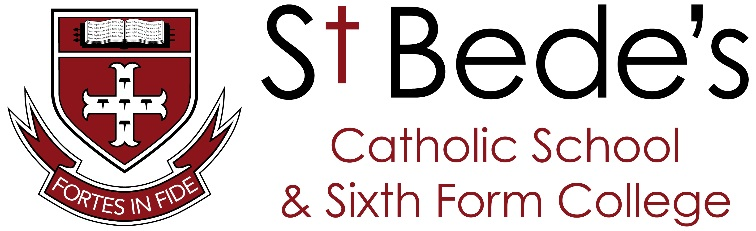 St Bede's
Catholic School
& Sixth Form College
FORTES IN FIDE